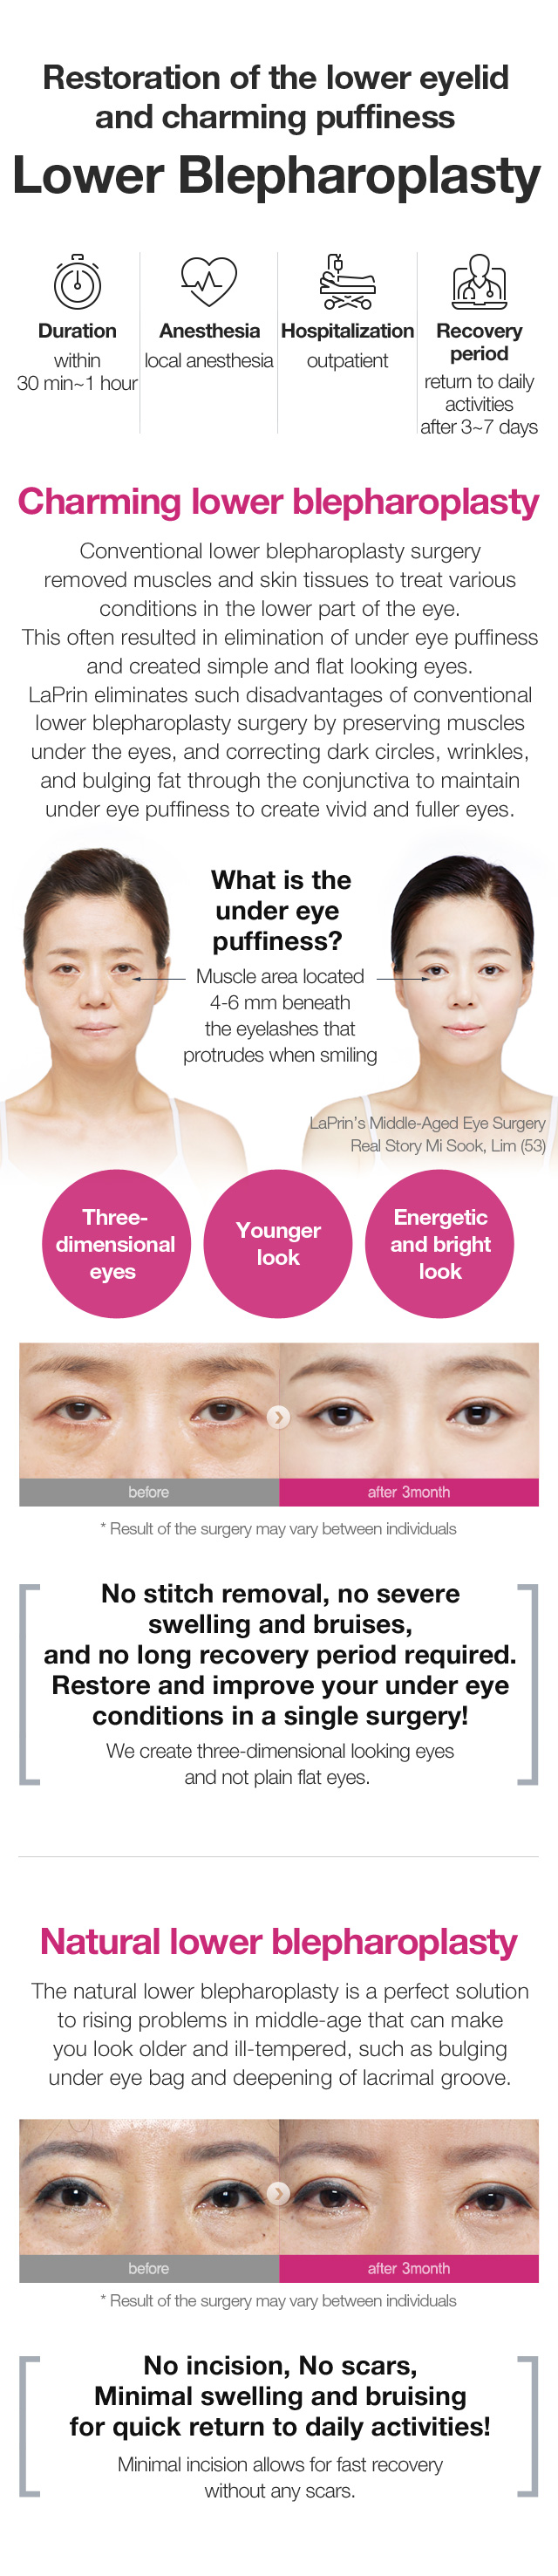 Restoration of the lower eyelid
and charming puffiness
Lower Blepharoplasty
Duration
within
30 min~1 hour
Anesthesia
local anesthesia
Hospitalization
outpatient
Recovery
period
return to daily
activities
after 3~7 days
Charming lower blepharoplasty
Conventional lower blepharoplasty surgery
removed muscles and skin tissues to treat various
conditions in the lower part of the eye.
This often resulted in elimination of under eye puffiness
and created simple and flat looking eyes.
LaPrin eliminates such disadvantages of conventional
lower blepharoplasty surgery by preserving muscles
under the eyes, and correcting dark circles, wrinkles,
and bulging fat through the conjunctiva to maintain
under eye puffiness to create vivid and fuller eyes.
What is the
under eye
puffiness?
Muscle area located
4-6 mm beneath
the eyelashes that
protrudes when smiling
LaPrin's Middle-Aged Eye Surgery
Real Story Mi Sook, Lim (53)
Three-
dimensional
eyes
Younger
look
Energetic
and bright
look
before
after 3month
* Result of the surgery may vary between individuals
No stitch removal, no severe
swelling and bruises,
and no long recovery period required.
Restore and improve your under eye
conditions in a single surgery!
We create three-dimensional looking eyes
and not plain flat eyes.
Natural lower blepharoplasty
The natural lower blepharoplasty is a perfect solution
to rising problems in middle-age that can make
you look older and ill-tempered, such as bulging
under eye bag and deepening of lacrimal groove.
before
after 3month
* Result of the surgery may vary between individuals
No incision, No scars,
Minimal swelling and bruising
for quick return to daily activities!
Minimal incision allows for fast recovery
without any scars.